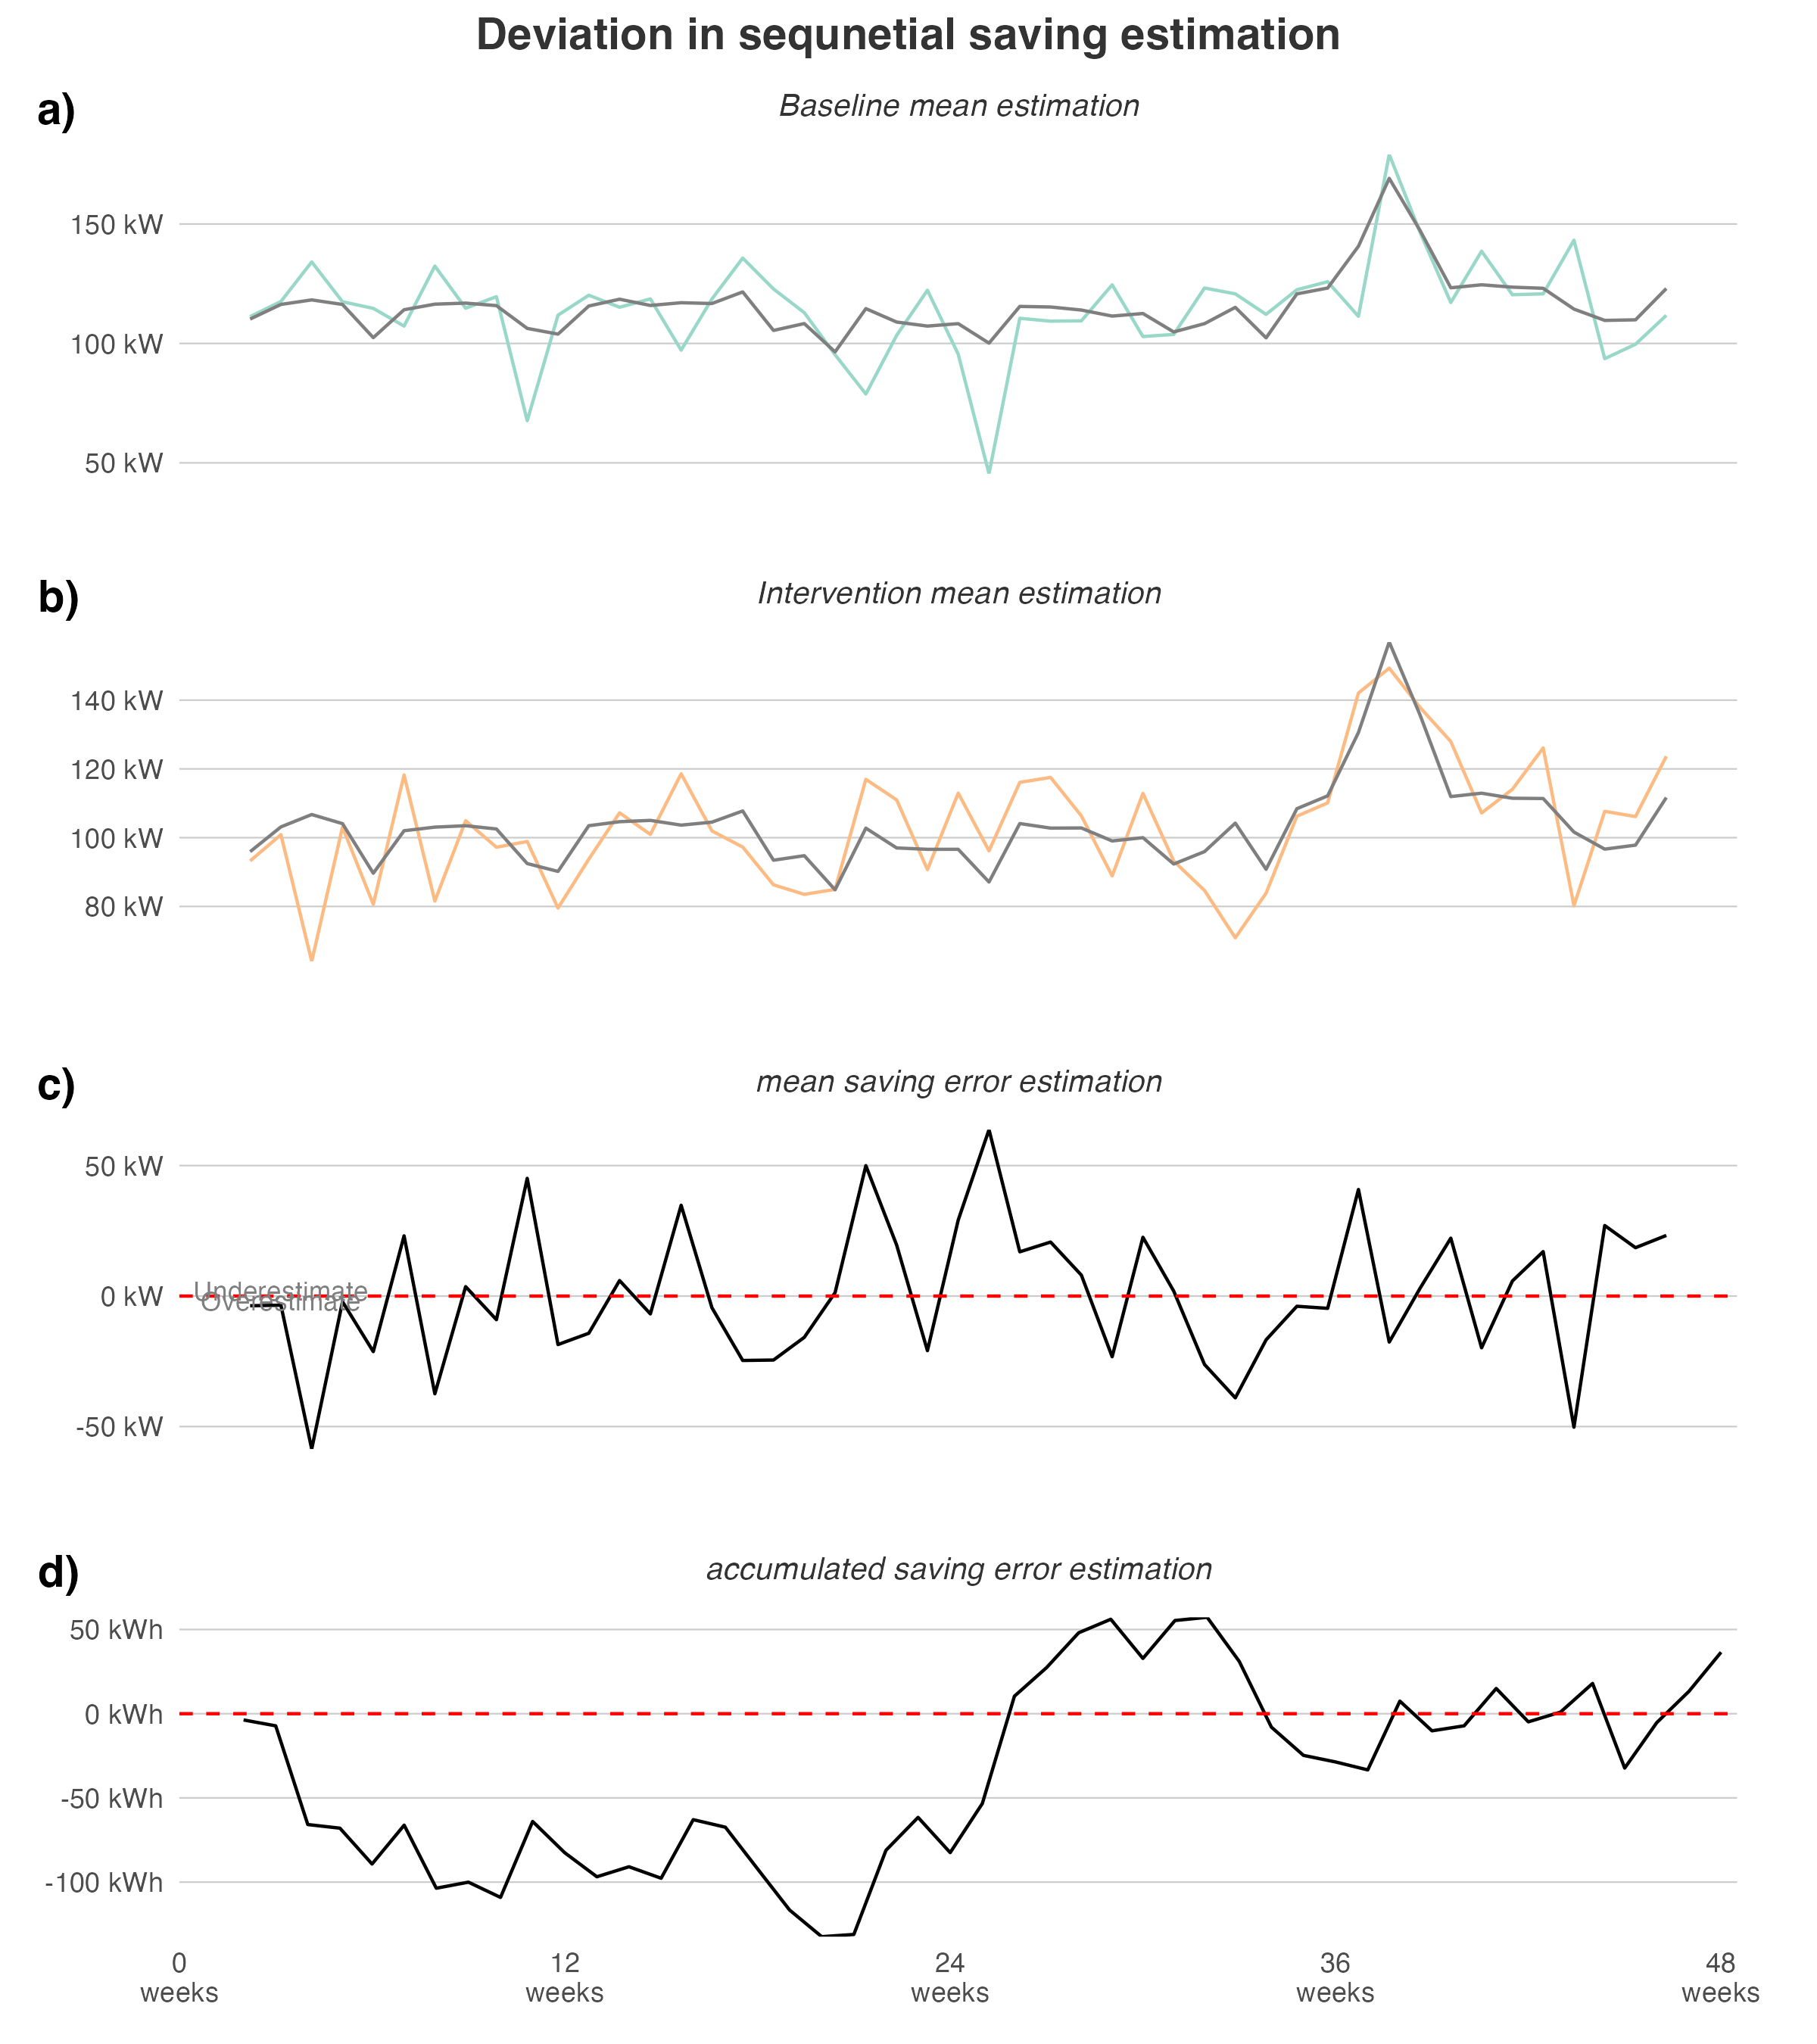 Deviation in sequnetial saving estimation
a)
Baseline mean estimation
150 kW
100 kW
50 kW
b)
Intervention mean estimation
140 kW
120 kW
100 kW
80 kW
c)
mean saving error estimation
50 kW
Underestimate
0 kW
Overestimate
-50 kW
d)
accumulated saving error estimation
50 kWh
0 kWh
-50 kWh
-100 kWh
0 12 24 36 48
weeks weeks weeks weeks weeks